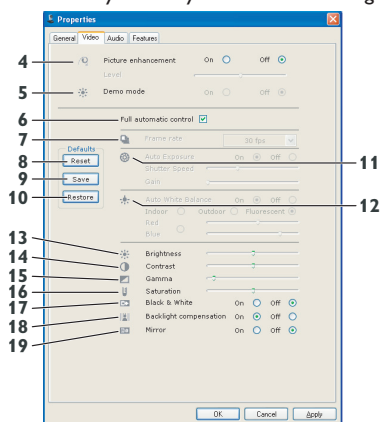 Properties
General Video Audio Features
4 Picture enhancement On Off
Level
5 Demo mode On Off
6 Full automatic control
7 Frame rate 30 fps
Defaults
8 Reset
11 Auto Exposure On Off
Shutter Speed
9 Save
Gain
10 Restore
12 Auto White Balance On Off
Indoor Outdoor Fluorescent
Red
Blue
13 Brightness
14 Contrast
15 Gamma
16 Saturation
17 Black & White On Off
18 Backlight compensation On Off
19 Mirror On Off
OK Cancel Apply